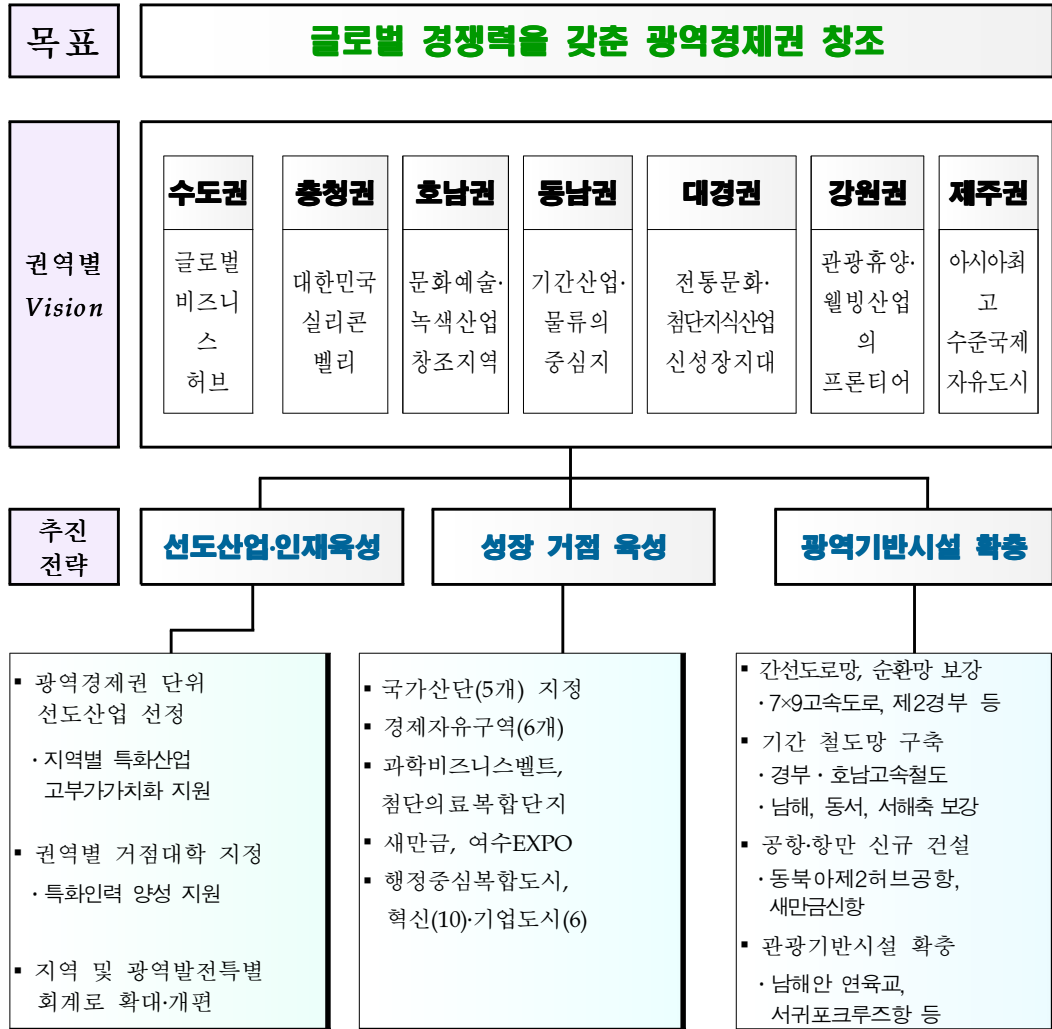 목표
글로벌 경쟁력을 갖춘 광역경제권 창조
권역별
Vision
수도권
글로벌
비즈니
스
허브
충청권
대한민국
실리콘
벨리
호남권
문화예술·
녹색산업
창조지역
동남권
기간산업·
물류의
중심지
대경권
전통문화·
첨단지식산업
신성장지대
강원권
관광휴양·
웰빙산업
의
프론티어
제주권
아시아최
고
수준국제
자유도시
추진
전략
선도산업·인재육성
▪ 광역경제권 단위
선도산업 선정
· 지역별 특화산업
고부가가치화 지원
▪ 권역별 거점대학 지정
· 특화인력 양성 지원
▪ 지역 및 광역발전특별
회계로 확대·개편
성장 거점 육성
▪ 국가산단(5개) 지정
▪ 경제자유구역(6개)
▪ 과학비즈니스벨트,
첨단의료복합단지
▪ 새만금, 여수EXPO
▪ 행정중심복합도시,
혁신(10)·기업도시(6)
광역기반시설 확충
▪ 간선도로망, 순환망 보강
· 7×9고속도로, 제2경부 등
▪ 기간 철도망 구축
· 경부 · 호남고속철도
· 남해, 동서, 서해축 보강
▪ 공항·항만 신규 건설
· 동북아제2허브공항,
새만금신항
▪ 관광기반시설 확충
· 남해안 연육교,
서귀포크루즈항 등